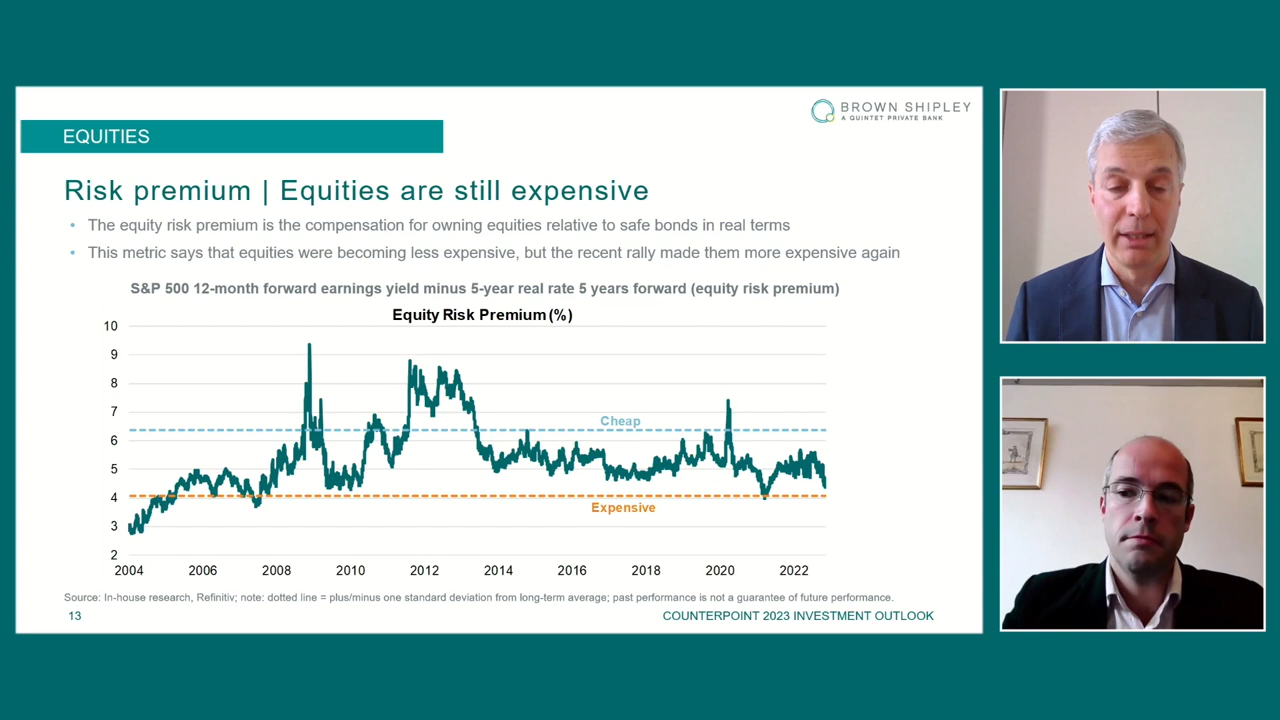 BROWN SHIPLEY
A QUINTET PRIVATE BANK
EQUITIES
Risk premium | Equities are still expensive
• The equity risk premium is the compensation for owning equities relative to safe bonds in real terms
• This metric says that equities were becoming less expensive, but the recent rally made them more expensive again
S&P 500 12-month forward earnings yield minus 5-year real rate 5 years forward (equity risk premium)
Equity Risk Premium (%)
10
9
8
7
6
5
4
3
2
Cheap
Expensive
2004 2006 2008 2010 2012 2014 2016 2018 2020 2022
Source: In-house research, Refinitiv; note: dotted line = plus/minus one standard deviation from long-term average; past performance is not a guarantee of future performance.
13 COUNTERPOINT 2023 INVESTMENT OUTLOOK